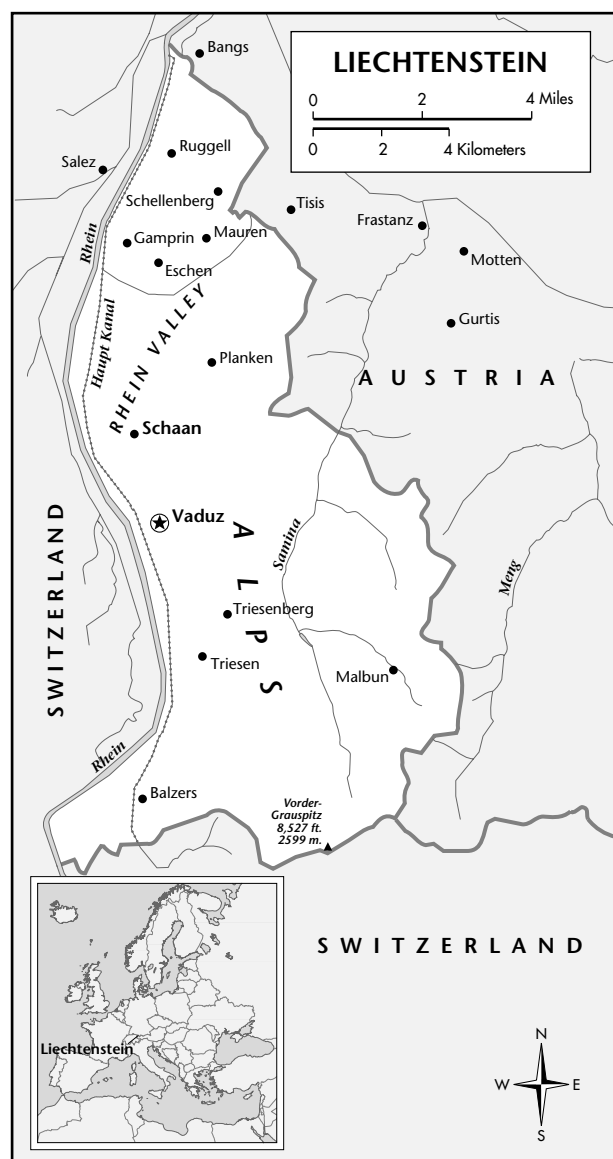 Bangs
LIECHTENSTEIN
0 2 4 Miles
0 2 4 Kilometers
Ruggell
Salez
Schellenberg
Tisis
Frastanz
Rhein
Gamprin
Mauren
Motten
Eschen
Haupt Kanal
RHEIN VALLEY
Gurtis
Planken
AUSTRIA
Schaan
Vaduz
ALPS
Samina
Meng
SWITZERLAND
Triesenberg
Triesen
Malbun
Rhein
Balzers
Vorder-
Grauspitz
8,527 ft.
2599 m.
SWITZERLAND
Liechtenstein
N
W E
S